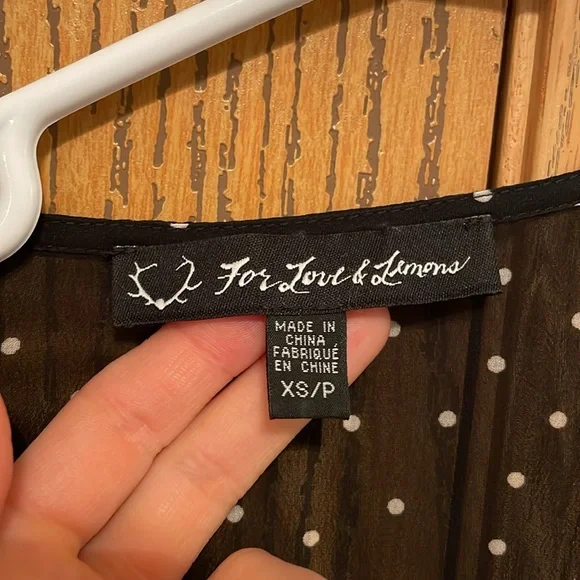 For Love & Lemons
MADE IN
CHINA
FABRIQUÉ
EN CHINE
XS/P